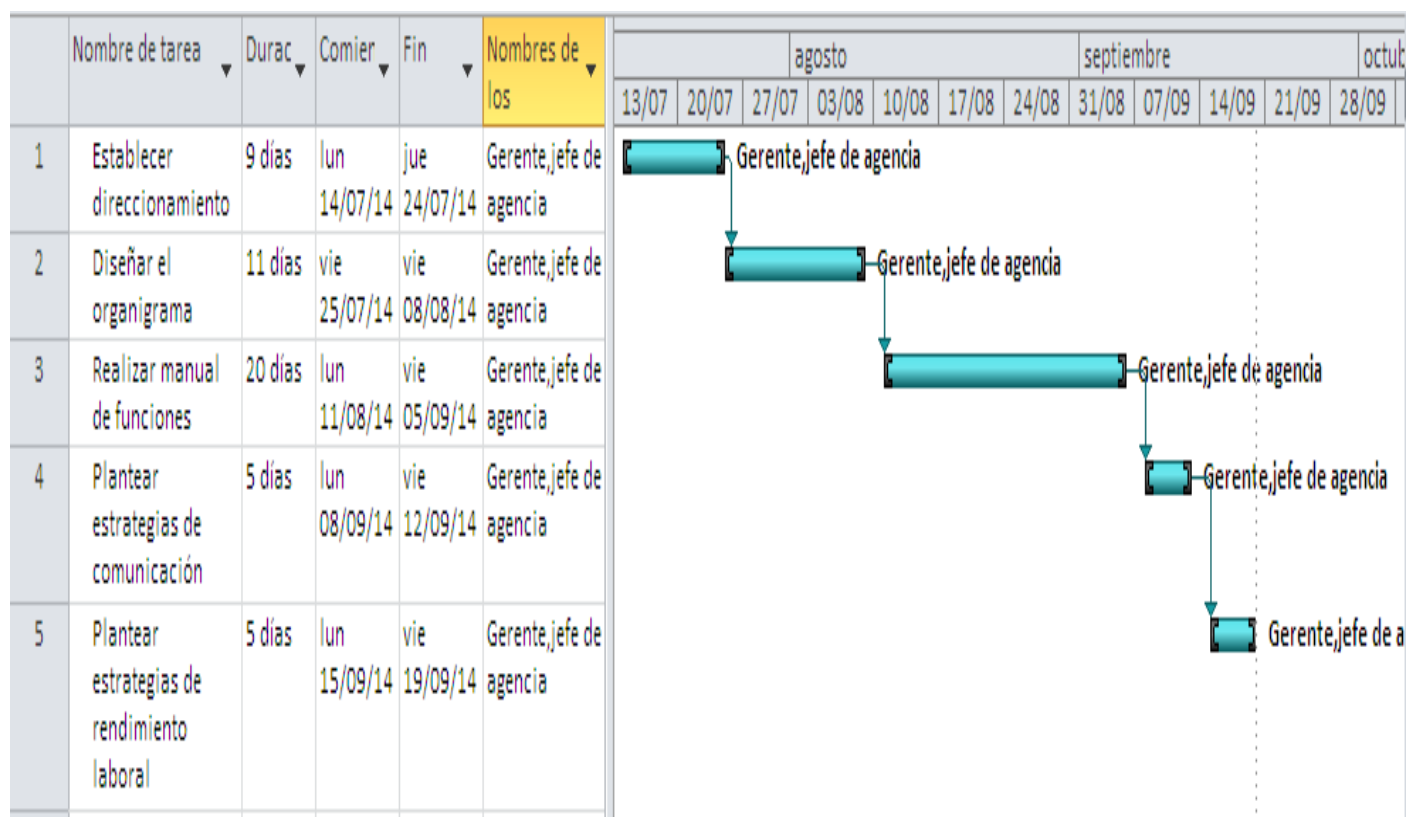 Nombre de tarea Durac Comier Fin Nombres de
los
agosto septiembre octub
13/07 20/07 27/07 03/08 10/08 17/08 24/08 31/08 07/09 14/09 21/09 28/09
1 Establecer 9 días lun jue Gerente,jefe de Gerente,jefe de agencia
direccionamiento 14/07/14 24/07/14 agencia
2 Diseñar el 11 días vie vie Gerente,jefe de Gerente,jefe de agencia
organigrama 25/07/14 08/08/14 agencia
3 Realizar manual 20 días lun vie Gerente,jefe de Gerente,jefe de agencia
de funciones 11/08/14 05/09/14 agencia
4 Plantear 5 días lun vie Gerente,jefe de Gerente,jefe de agencia
estrategias de 08/09/14 12/09/14 agencia
comunicación
5 Plantear 5 días lun vie Gerente,jefe de Gerente,jefe de a
estrategias de 15/09/14 19/09/14 agencia
rendimiento
laboral